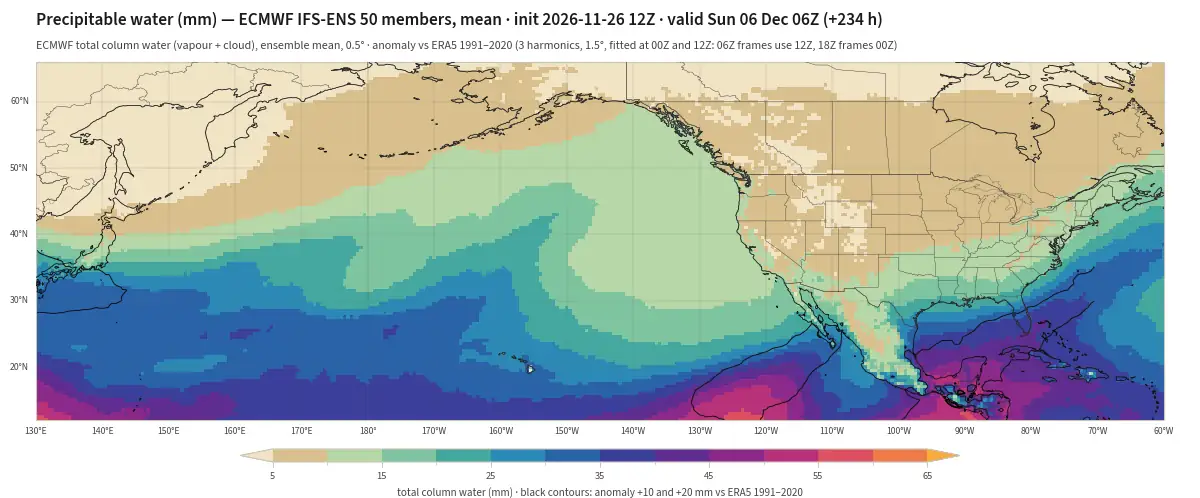 Precipitable water (mm) — ECMWF IFS-ENS 50 members, mean · init 2026-11-26 12Z · valid Sun 06 Dec 06Z (+234 h)
ECMWF total column water (vapour + cloud), ensemble mean, 0.5° · anomaly vs ERA5 1991–2020 (3 harmonics, 1.5°, fitted at 00Z and 12Z: 06Z frames use 12Z, 18Z frames 00Z)
60°N
50°N
40°N
30°N
20°N
130°E 140°E 150°E 160°E 170°E 180° 170°W 160°W 150°W 140°W 130°W 120°W 110°W 100°W 90°W 80°W 70°W 60°W
5 15 25 35 45 55 65
total column water (mm) · black contours: anomaly +10 and +20 mm vs ERA5 1991–2020